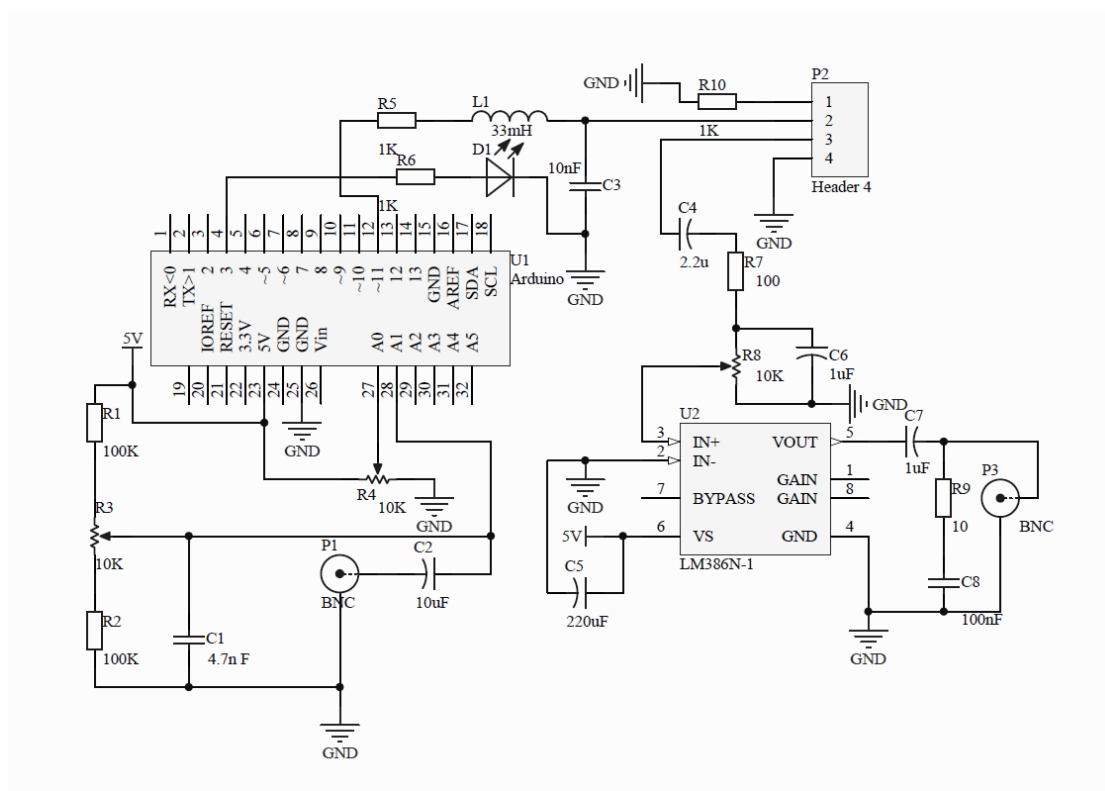 P2
GND
R10
1
2
3
4
Header 4
1K
R5
1K
L1
33mH
R6
1K
D1
10nF
C3
GND
C4
2.2u
R7
100
GND
1 2 3 4 5 6 7 8 9 10 11 12 13 14 15 16 17 18
RX<0 TX>1 2 3 4 ~5 ~6 7 8 ~9 ~10 ~11 12 13 GND AREF SDA SCL
U1
Arduino
IOREF RESET 3.3V 5V GND GND Vin A0 A1 A2 A3 A4 A5
19 20 21 22 23 24 25 26 27 28 29 30 31 32
5V
R1
100K
GND
R4
10K
GND
R3
10K
R2
100K
C1
4.7n F
P1
BNC
C2
10uF
GND
R8
10K
C6
1uF
GND
U2
3 IN+ VOUT 5
2 IN-
GAIN 1
7 BYPASS GAIN 8
6 VS GND 4
LM386N-1
GND
5V
C5
220uF
C7
1uF
R9
10
P3
BNC
C8
100nF
GND